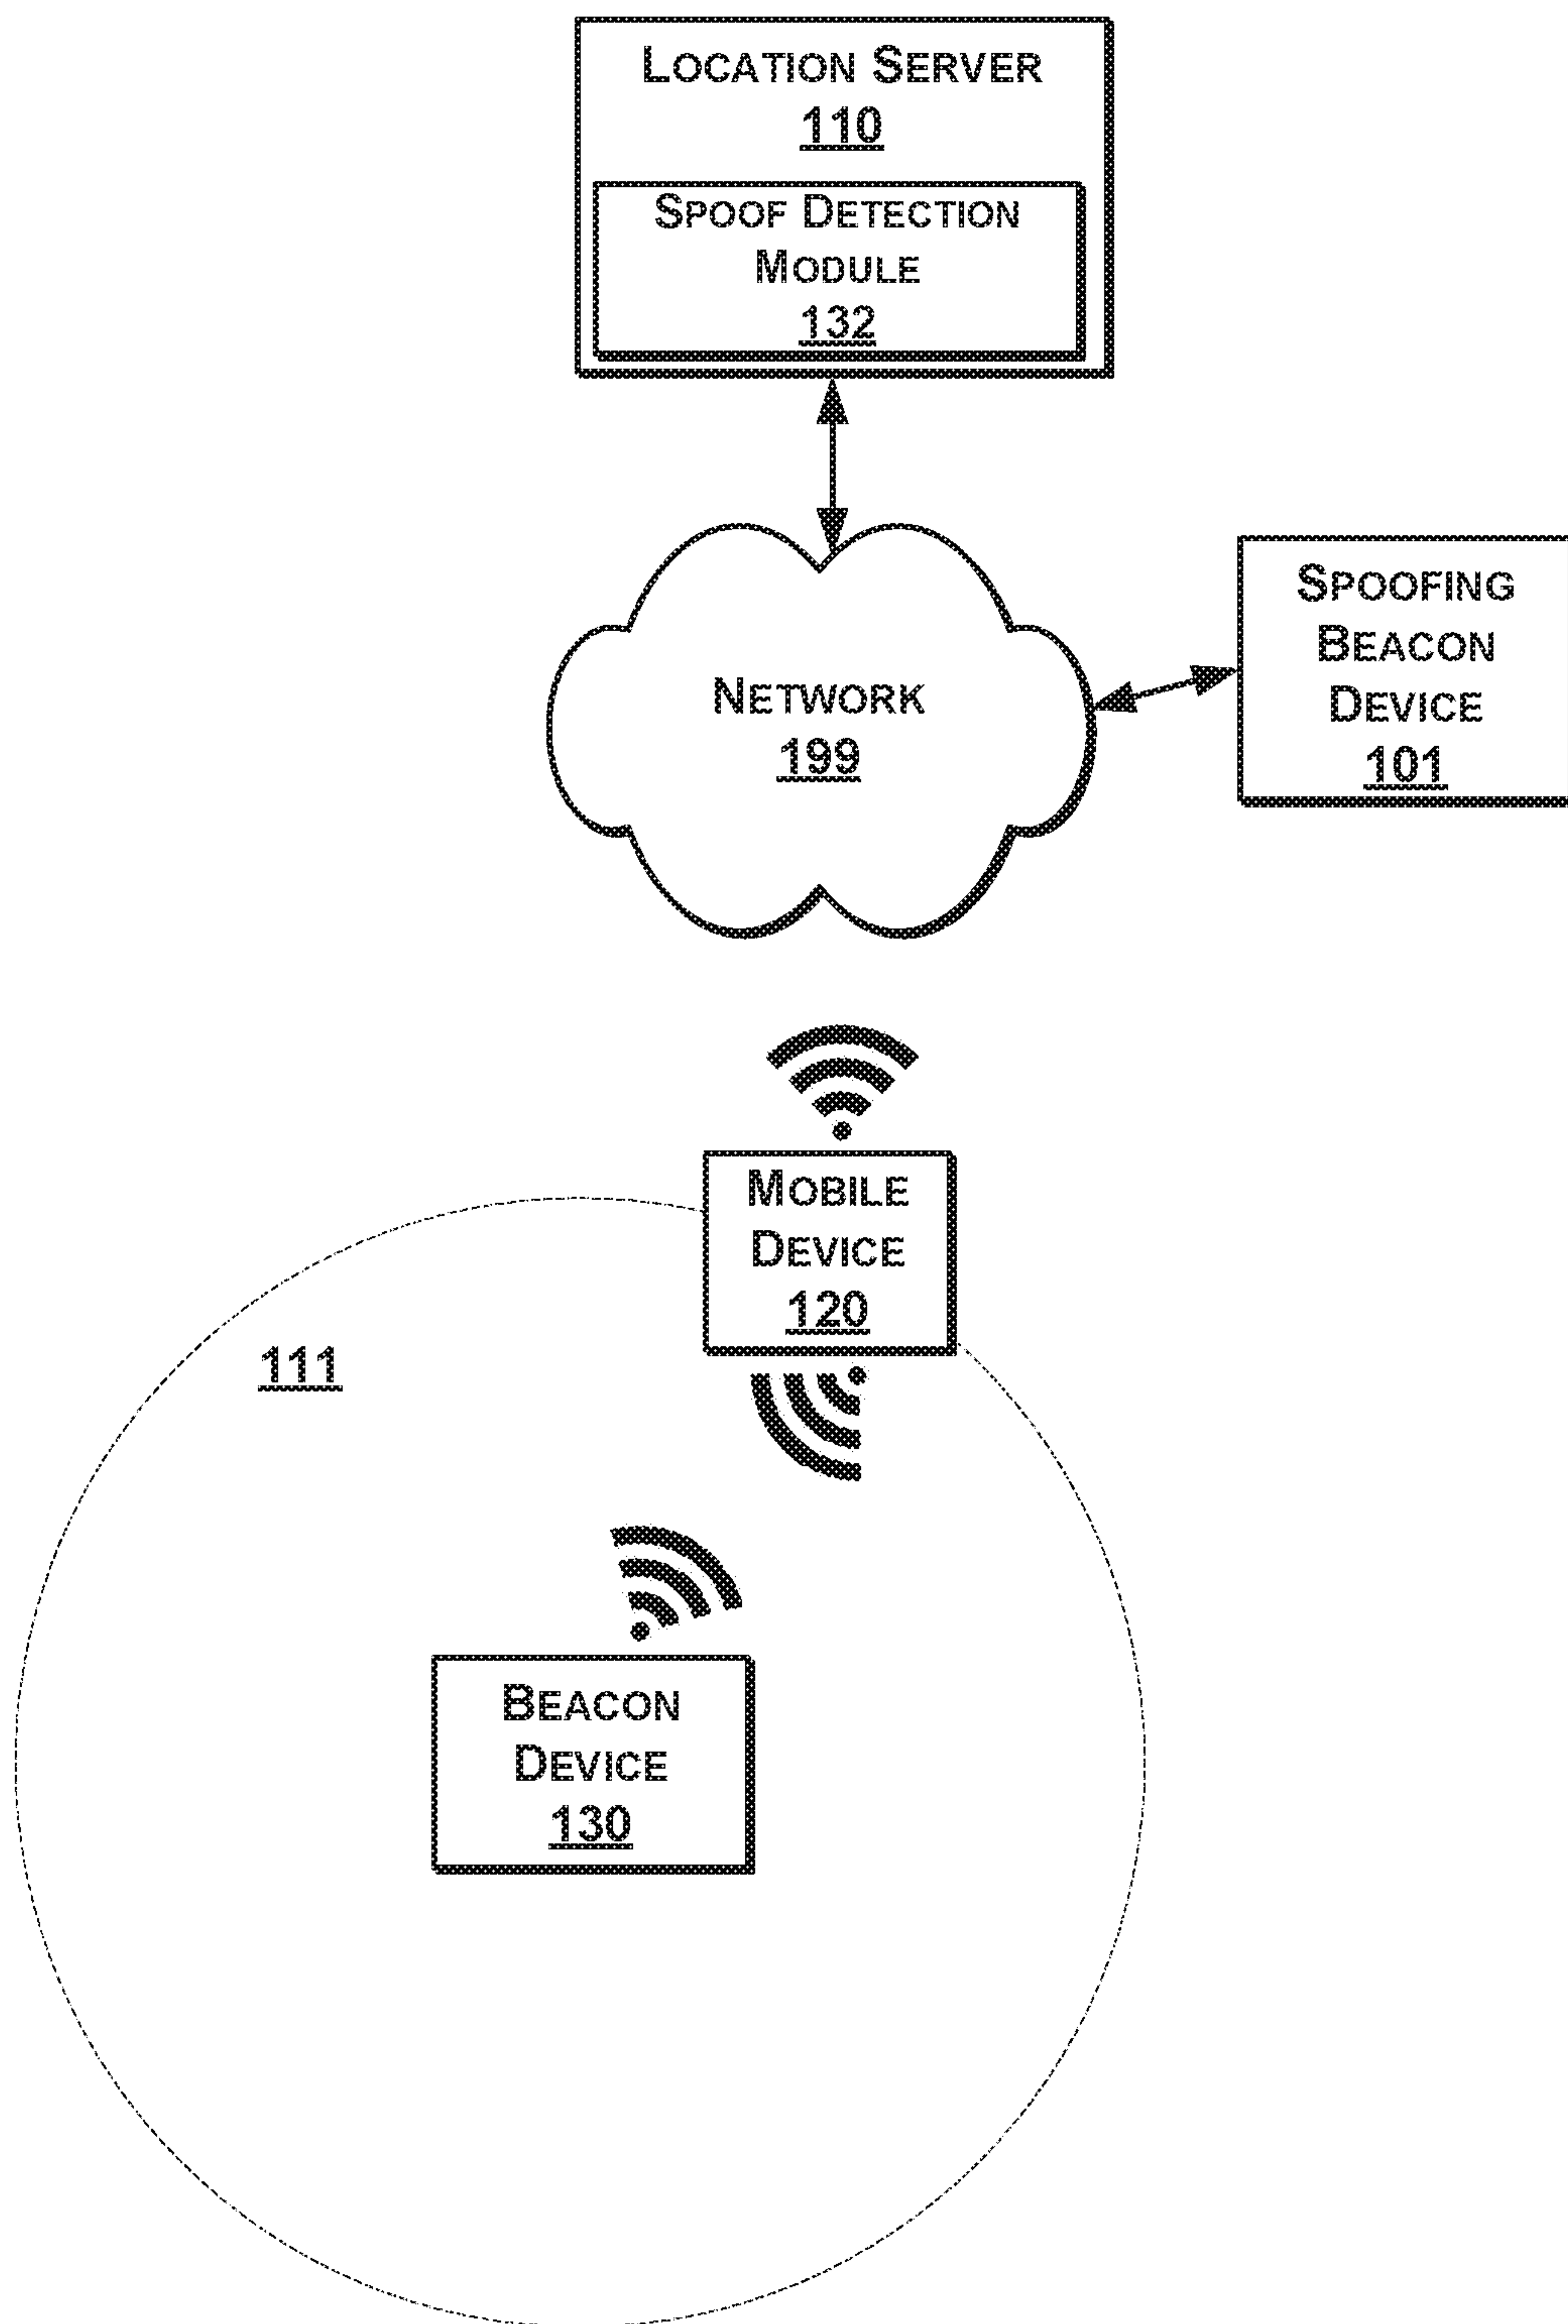 LOCATION SERVER
110
SPOOF DETECTION
MODULE
132
NETWORK
199
SPOOFING
BEACON
DEVICE
101
MOBILE
DEVICE
120
111
BEACON
DEVICE
130